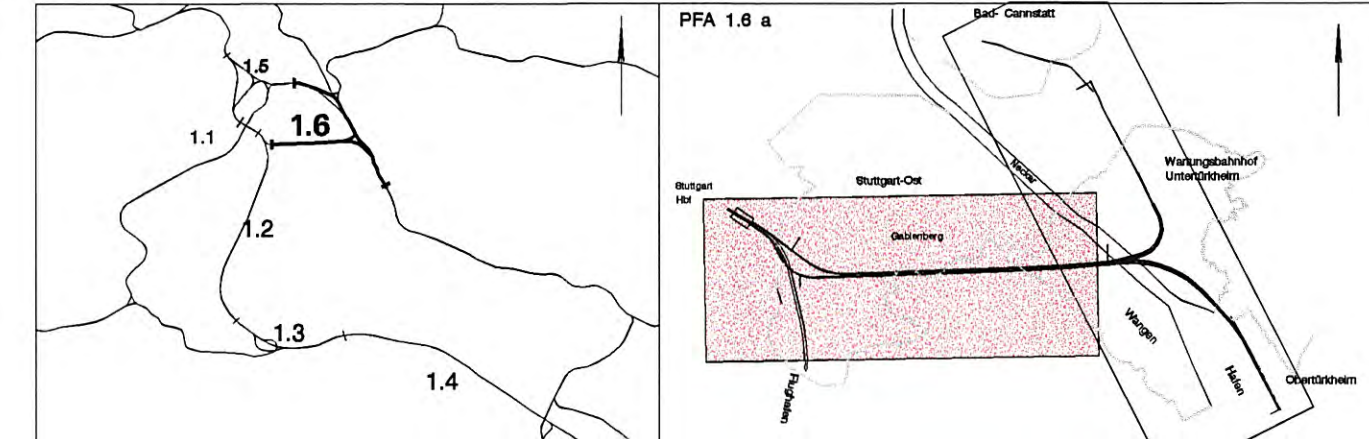 1.5
1.6
1.1
1.2
1.3
1.4
PFA 1.6 a
Bad- Cannstatt
Wartungsbahnhof
Untertürkheim
Neckar
Stuttgart-Ost
Stuttgart
Hbf
Gablenberg
Wangen
Hafen
Obertürkheim
Flughafen